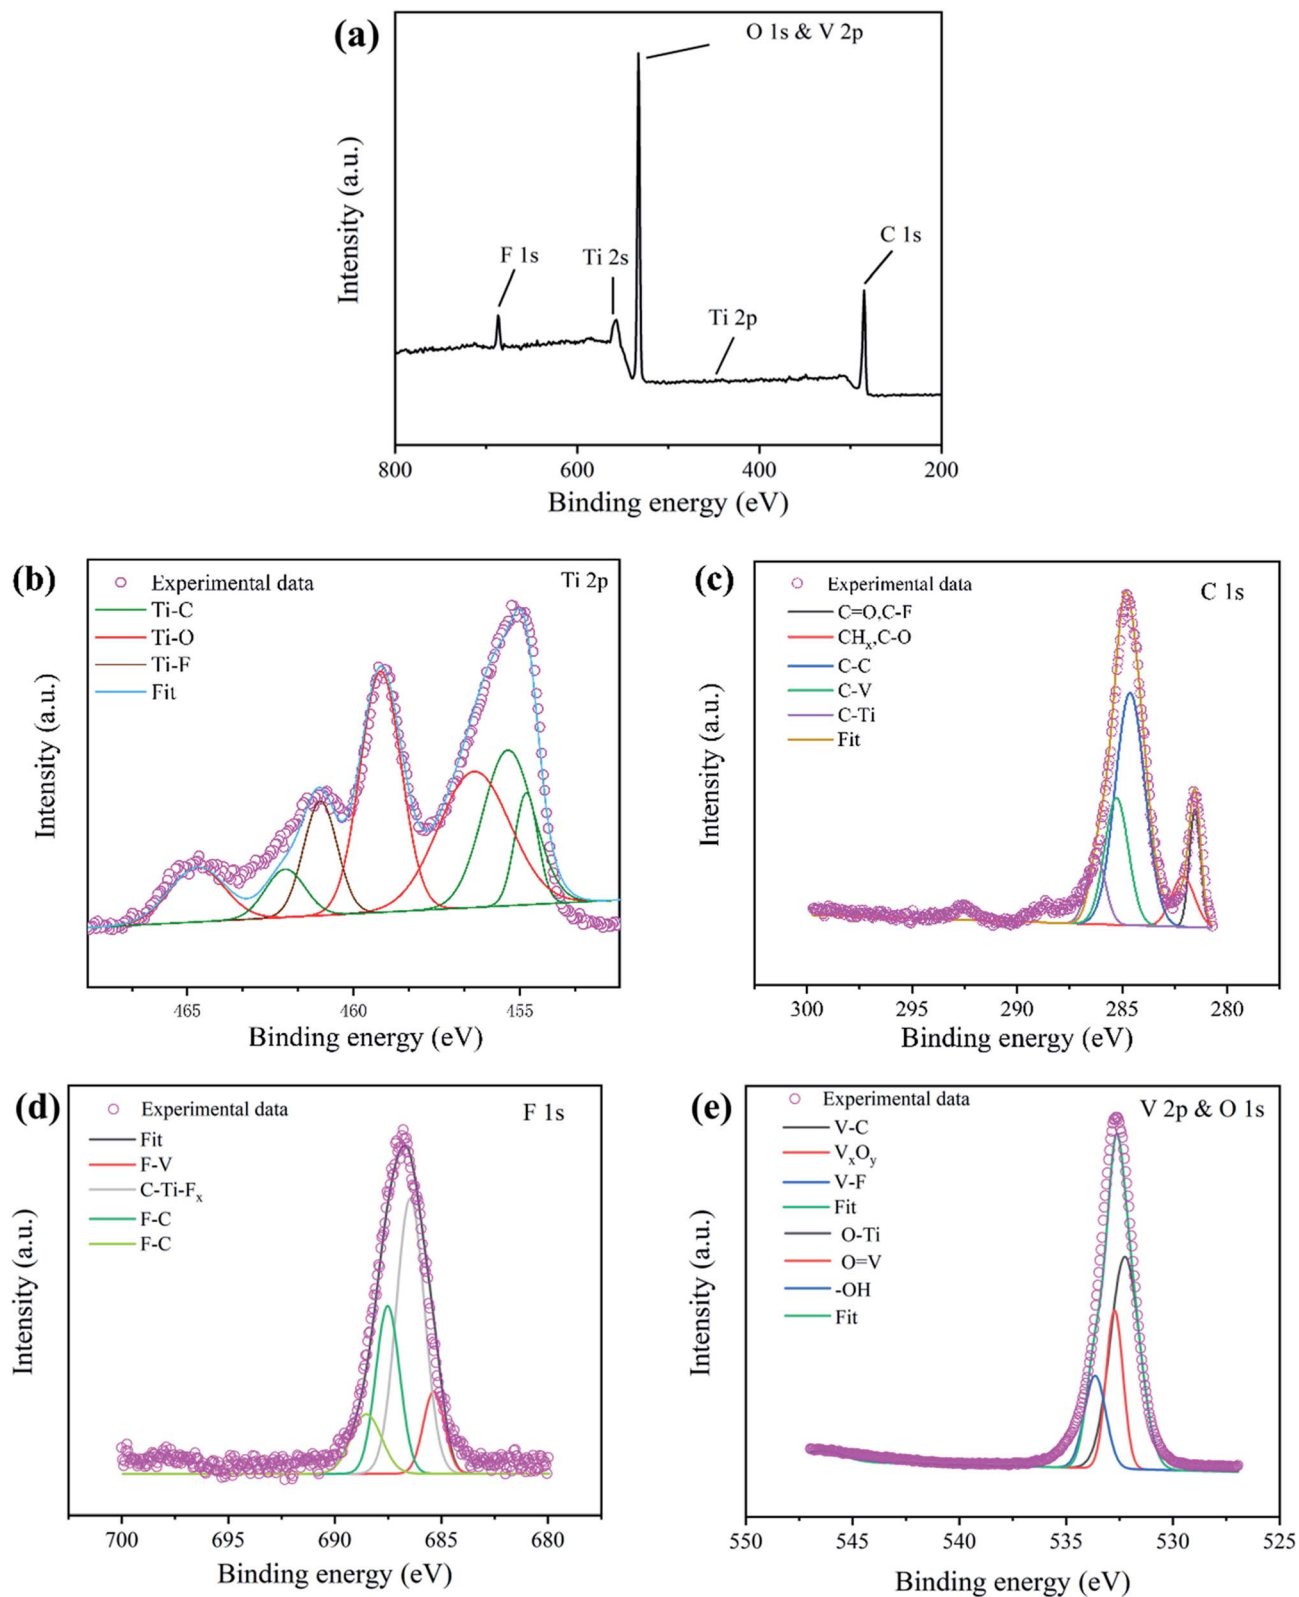 (a)
O 1s & V 2p
C 1s
F 1s
Ti 2s
Ti 2p
Intensity (a.u.)
800 600 400 200
Binding energy (eV)
(b)
Experimental data
Ti 2p
Ti-C
Ti-O
Ti-F
Fit
Intensity (a.u.)
465 460 455
Binding energy (eV)
(c)
Experimental data
C 1s
C=O,C-F
CHx,C-O
C-C
C-V
C-Ti
Fit
Intensity (a.u.)
300 295 290 285 280
Binding energy (eV)
(d)
Experimental data
F 1s
Fit
F-V
C-Ti-Fx
F-C
F-C
Intensity (a.u.)
700 695 690 685 680
Binding energy (eV)
(e)
Experimental data
V 2p & O 1s
V-C
VxOy
V-F
Fit
O-Ti
O=V
-OH
Fit
Intensity (a.u.)
550 545 540 535 530 525
Binding energy (eV)